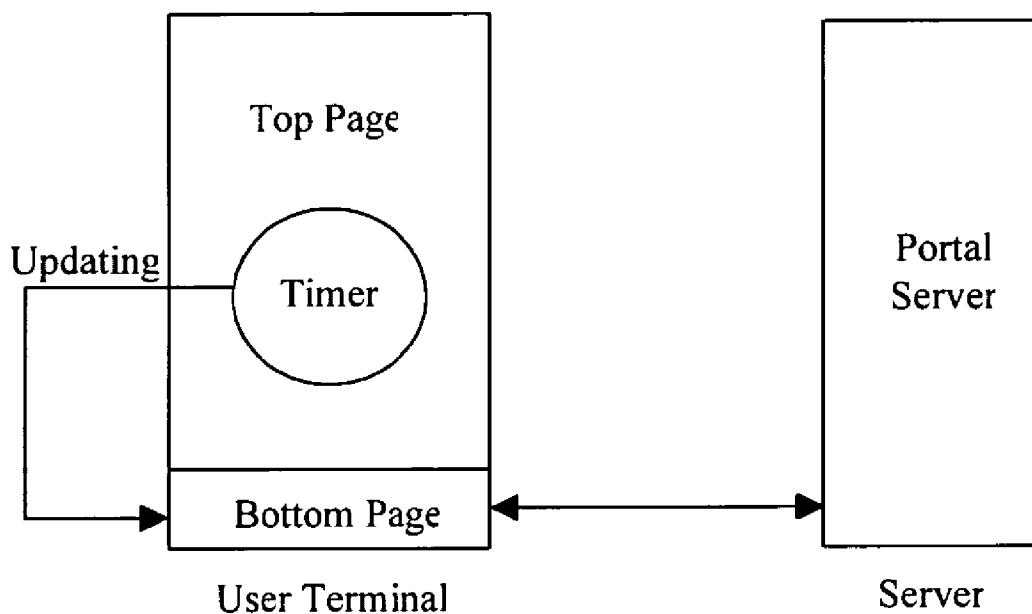 Top Page
Updating
Timer
Portal
Server
Bottom Page
User Terminal
Server